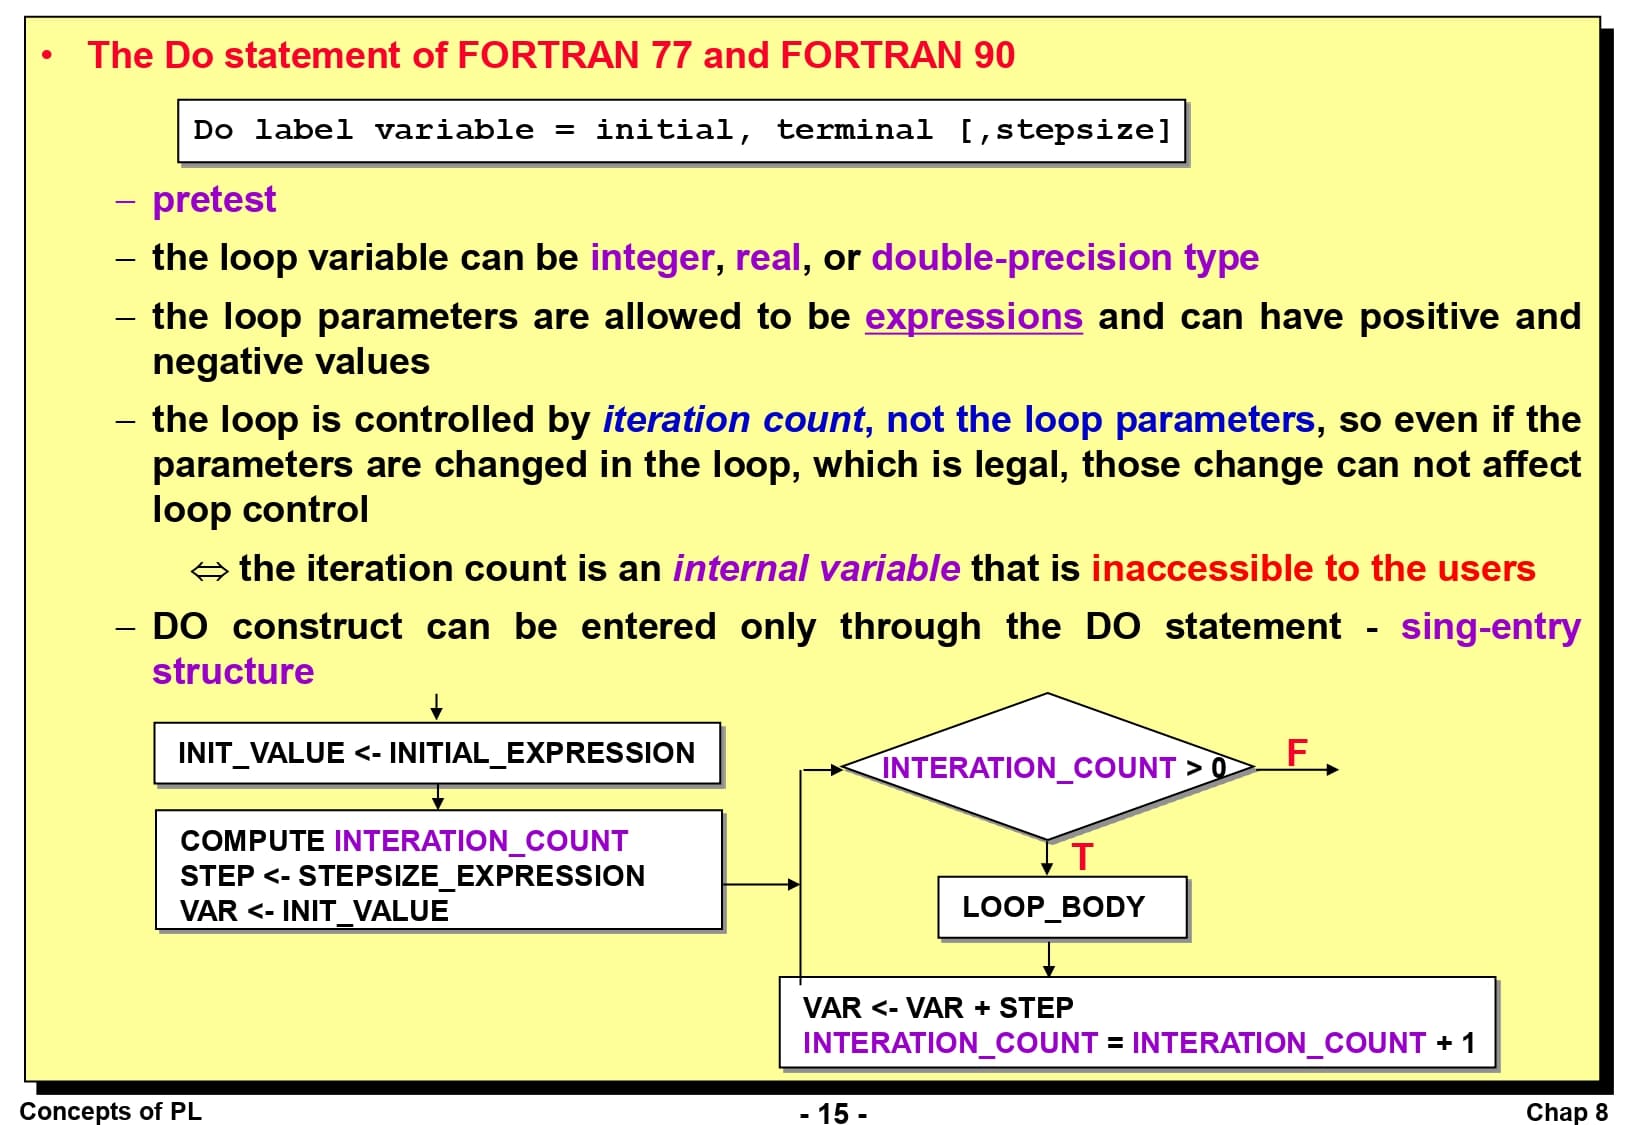 • The Do statement of FORTRAN 77 and FORTRAN 90
Do label variable = initial, terminal [,stepsize]
– pretest
– the loop variable can be integer, real, or double-precision type
– the loop parameters are allowed to be expressions and can have positive and
negative values
– the loop is controlled by iteration count, not the loop parameters, so even if the
parameters are changed in the loop, which is legal, those change can not affect
loop control
⇔ the iteration count is an internal variable that is inaccessible to the users
– DO construct can be entered only through the DO statement - sing-entry
structure
INIT_VALUE <- INITIAL_EXPRESSION
COMPUTE INTERATION_COUNT
STEP <- STEPSIZE_EXPRESSION
VAR <- INIT_VALUE
INTERATION_COUNT > 0
F
T
LOOP_BODY
VAR <- VAR + STEP
INTERATION_COUNT = INTERATION_COUNT + 1
Concepts of PL
- 15 -
Chap 8